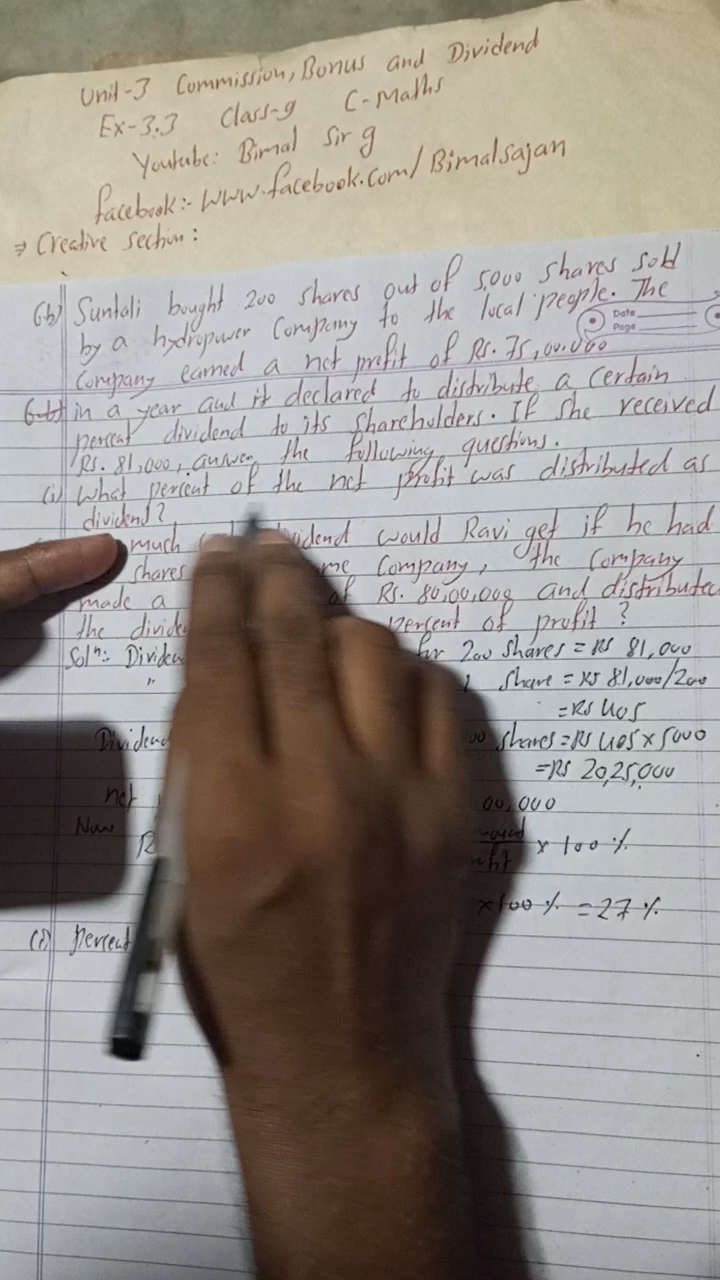 Unit-3 Commission, Bonus and Dividend
Ex-3.3 Class-9 C-Maths
Youtube: Bimal Sir g
facebook:- www.facebook.com/Bimalsajan
⇒ Creative section:
6b) Suntali bought 200 shares out of 5,000 shares sold
by a hydropower Company to the local people. The
Date
Page
Company earned a net profit of Rs. 75,00,000
in a year and it declared to distribute a certain
percent dividend to its shareholders. If she received
Rs. 81,000, answer the following questions.
(i) What percent of the net profit was distributed as
dividend?
much dividend would Ravi get if he had
shares me Company, the Company
made a of Rs. 80,00,000 and distributed
the percent of profit?
Solⁿ: for 200 shares = Rs 81,000
" share = Rs 81,000/200
= Rs 405
Dividend shares = Rs 405 × 5000
= Rs 20,25,000
net 00,000
Now
× 100 %
× 100 % = 27 %
(i) percent